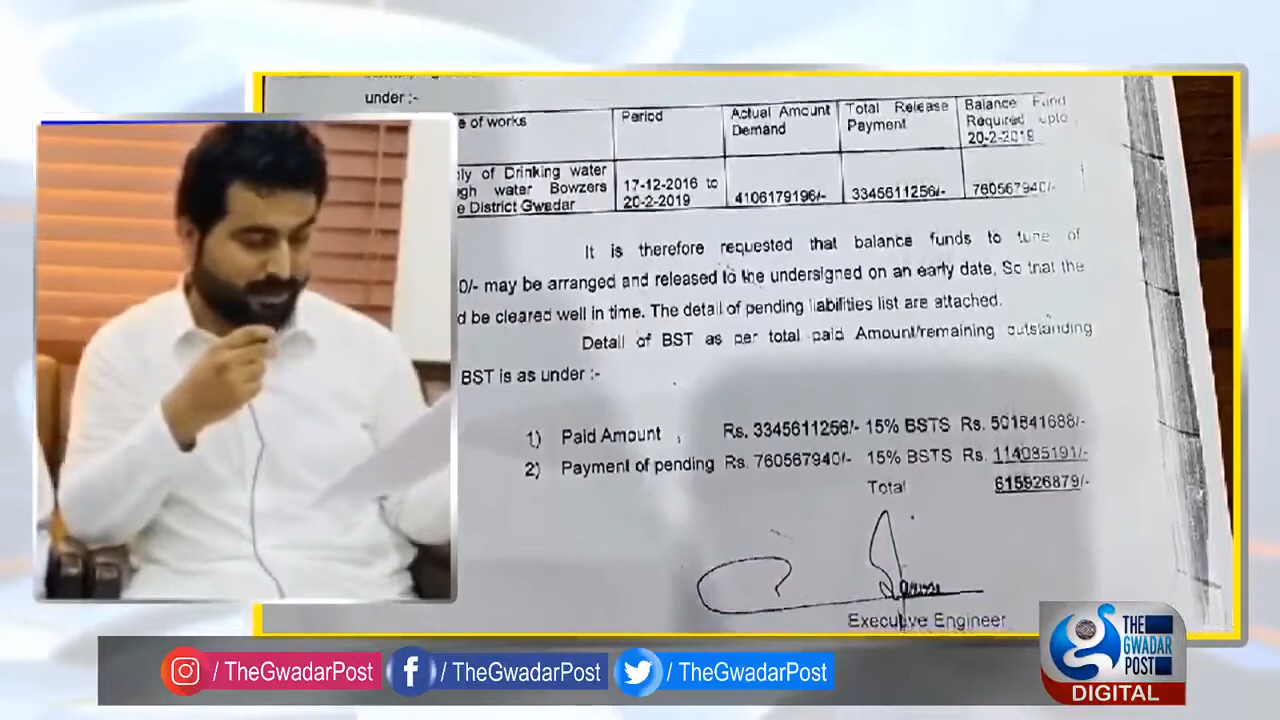 under :-
e of works
Period
Actual Amount Demand
Total Release Payment
Balance Fund Required upto 20-2-2019
ly of Drinking water
ugh water Bowzers
e District Gwadar
17-12-2016 to
20-2-2019
4106179196/-
3345611256/-
760567940/-
It is therefore requested that balance funds to tune of
0/- may be arranged and released to the undersigned on an early date, So that the
d be cleared well in time. The detail of pending liabilities list are attached.
Detail of BST as per total paid Amount/remaining outstanding
BST is as under :-
1) Paid Amount , Rs. 3345611256/- 15% BSTS Rs. 501841688/-
2) Payment of pending Rs. 760567940/- 15% BSTS Rs. 114085191/-
Total 615926879/-
Executive Engineer
/ TheGwadarPost / TheGwadarPost / TheGwadarPost
THE
GWADAR
POST
DIGITAL